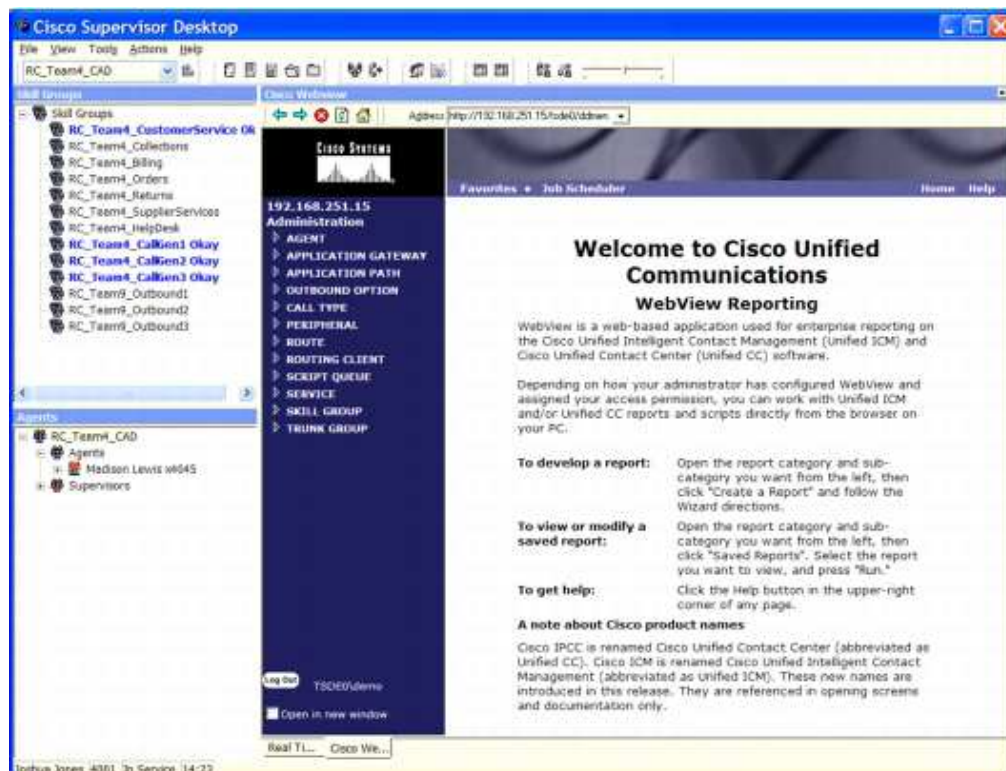 Cisco Supervisor Desktop
File View Tools Actions Help
RC_Team4_CAD
Skill Groups
Skill Groups
RC_Team4_CustomerService Ok
RC_Team4_Collections
RC_Team4_Billing
RC_Team4_Orders
RC_Team4_Returns
RC_Team4_SupplierServices
RC_Team4_HelpDesk
RC_Team4_CallGen1 Okay
RC_Team4_CallGen2 Okay
RC_Team4_CallGen3 Okay
RC_Team9_Outbound1
RC_Team9_Outbound2
RC_Team9_Outbound3
Agents
RC_Team4_CAD
Agents
Madison Lewis x4045
Supervisors
Cisco Webview
Address
CISCO SYSTEMS
192.168.251.15
Administration
AGENT
APPLICATION GATEWAY
APPLICATION PATH
OUTBOUND OPTION
CALL TYPE
PERIPHERAL
ROUTE
ROUTING CLIENT
SCRIPT QUEUE
SERVICE
SKILL GROUP
TRUNK GROUP
Log Out TSDE0\demo
Open in new window
Favorites Job Scheduler Home Help
Welcome to Cisco Unified
Communications
WebView Reporting
WebView is a web-based application used for enterprise reporting on
the Cisco Unified Intelligent Contact Management (Unified ICM) and
Cisco Unified Contact Center (Unified CC) software.
Depending on how your administrator has configured WebView and
assigned your access permission, you can work with Unified ICM
and/or Unified CC reports and scripts directly from the browser on
your PC.
To develop a report: Open the report category and sub-
category you want from the left, then
click "Create a Report" and follow the
Wizard directions.
To view or modify a Open the report category and sub-
saved report: category you want from the left, then
click "Saved Reports". Select the report
you want to view, and press "Run."
To get help: Click the Help button in the upper-right
corner of any page.
A note about Cisco product names
Cisco IPCC is renamed Cisco Unified Contact Center (abbreviated as
Unified CC). Cisco ICM is renamed Cisco Unified Intelligent Contact
Management (abbreviated as Unified ICM). These new names are
introduced in this release. They are referenced in opening screens
and documentation only.
Real Ti... Cisco We...
Joshua Jones 4001 In Service 14:23